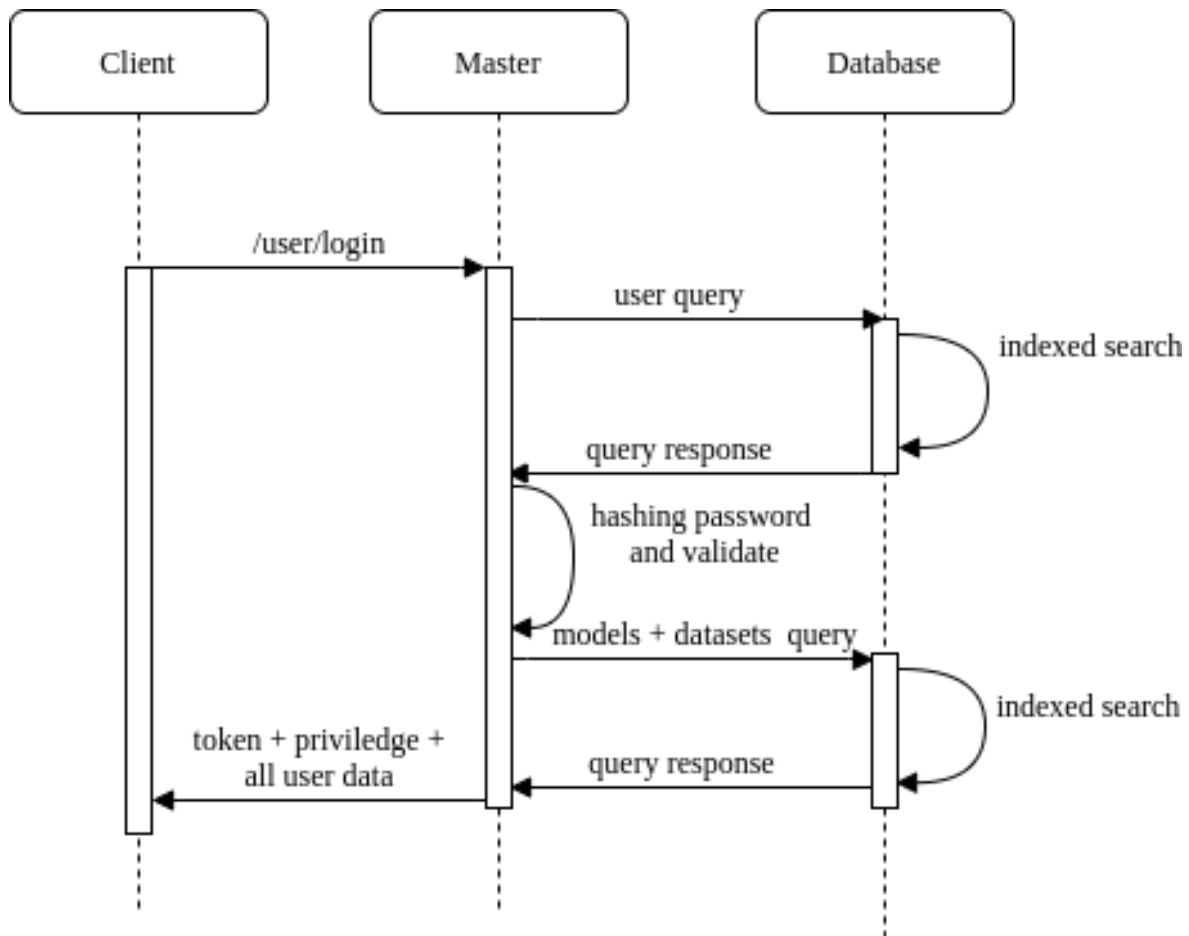 Client
Master
Database
/user/login
user query
indexed search
query response
hashing password
and validate
models + datasets  query
indexed search
token + priviledge +
all user data
query response